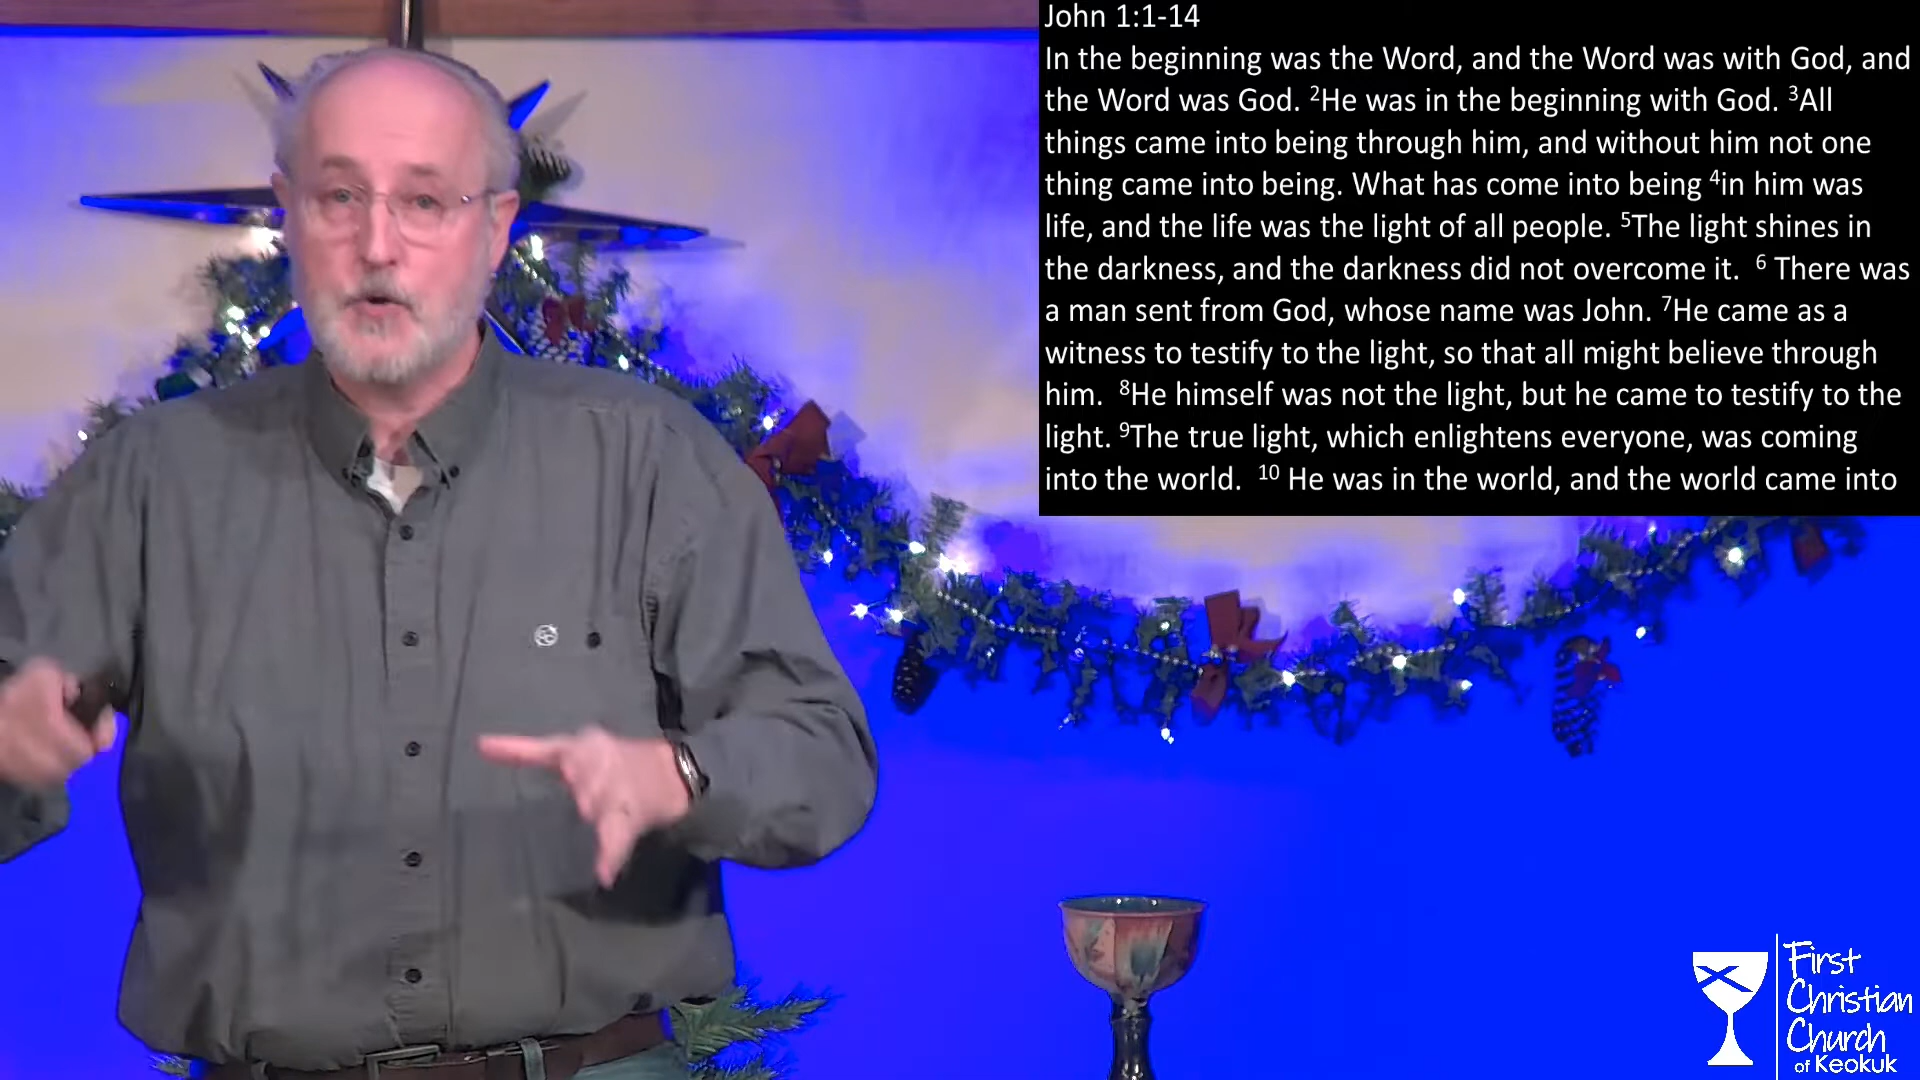 John 1:1-14
In the beginning was the Word, and the Word was with God, and
the Word was God. ²He was in the beginning with God. ³All
things came into being through him, and without him not one
thing came into being. What has come into being ⁴in him was
life, and the life was the light of all people. ⁵The light shines in
the darkness, and the darkness did not overcome it. ⁶ There was
a man sent from God, whose name was John. ⁷He came as a
witness to testify to the light, so that all might believe through
him. ⁸He himself was not the light, but he came to testify to the
light. ⁹The true light, which enlightens everyone, was coming
into the world. ¹⁰ He was in the world, and the world came into
First
Christian
Church
of Keokuk